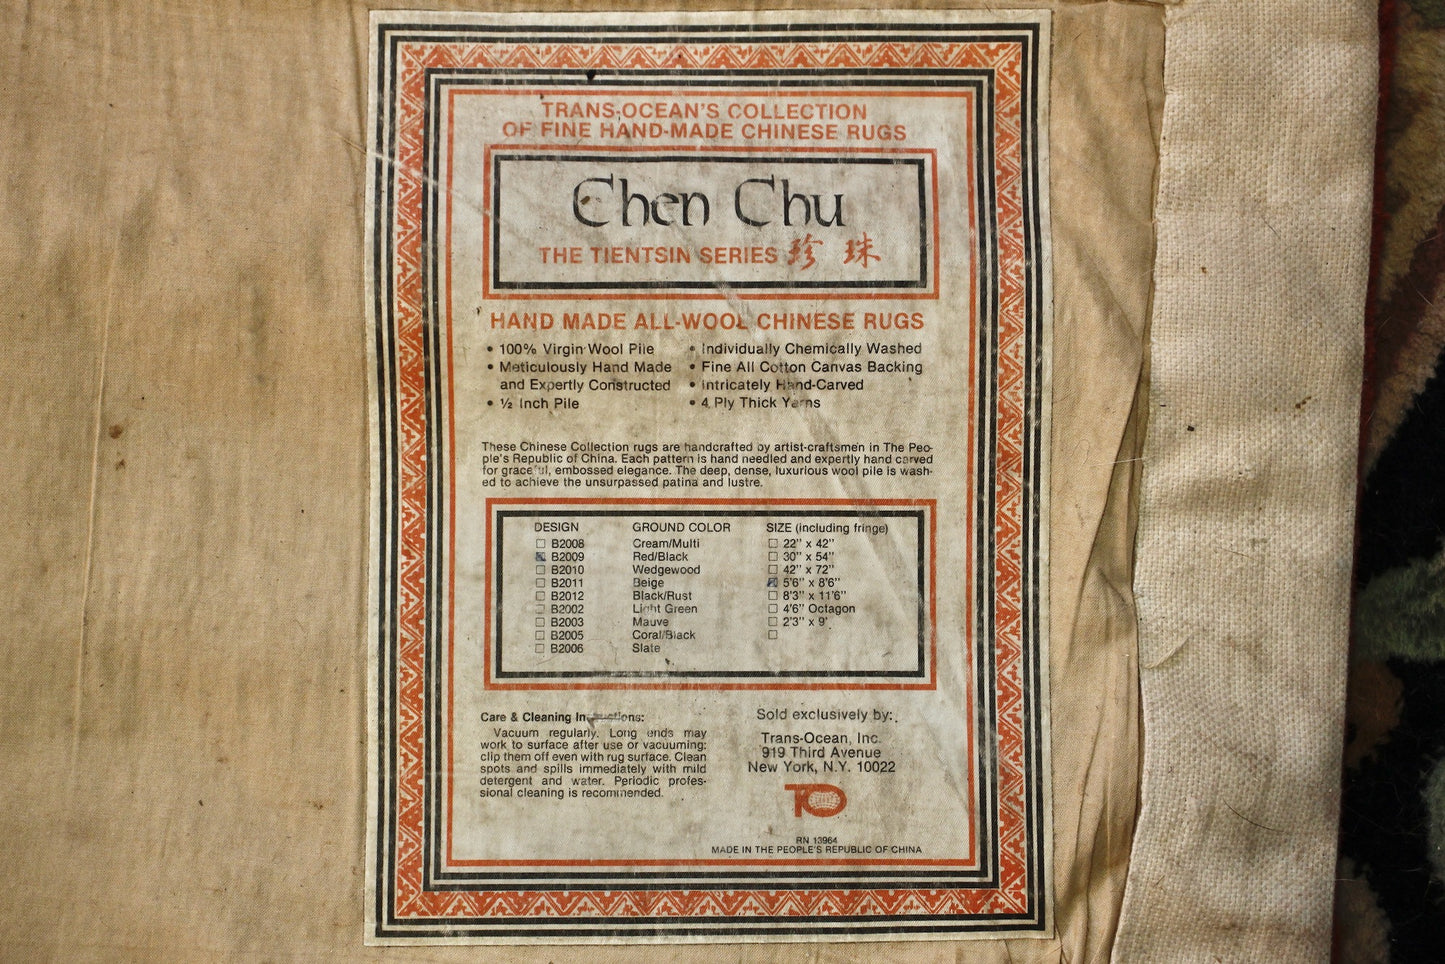 TRANS-OCEAN'S COLLECTION
OF FINE HAND-MADE CHINESE RUGS
Chen Chu
THE TIENTSIN SERIES 珍珠
HAND MADE ALL-WOOL CHINESE RUGS
• 100% Virgin Wool Pile
• Meticulously Hand Made
and Expertly Constructed
• ½ Inch Pile
• Individually Chemically Washed
• Fine All Cotton Canvas Backing
• Intricately Hand-Carved
• 4 Ply Thick Yarns
These Chinese Collection rugs are handcrafted by artist-craftsmen in The Peo-
ple's Republic of China. Each pattern is hand needled and expertly hand carved
for graceful, embossed elegance. The deep, dense, luxurious wool pile is wash-
ed to achieve the unsurpassed patina and lustre.
DESIGN GROUND COLOR SIZE (including fringe)
☐ B2008 Cream/Multi ☐ 22" x 42"
☒ B2009 Red/Black ☐ 30" x 54"
☐ B2010 Wedgewood ☐ 42" x 72"
☐ B2011 Beige ☒ 5'6" x 8'6"
☐ B2012 Black/Rust ☐ 8'3" x 11'6"
☐ B2002 Light Green ☐ 4'6" Octagon
☐ B2003 Mauve ☐ 2'3" x 9'
☐ B2005 Coral/Black ☐
☐ B2006 Slate
Care & Cleaning Instructions:
Vacuum regularly. Long ends may
work to surface after use or vacuuming:
clip them off even with rug surface. Clean
spots and spills immediately with mild
detergent and water. Periodic profes-
sional cleaning is recommended.
Sold exclusively by:
Trans-Ocean, Inc.
919 Third Avenue
New York, N.Y. 10022
TO
RN 13964
MADE IN THE PEOPLE'S REPUBLIC OF CHINA